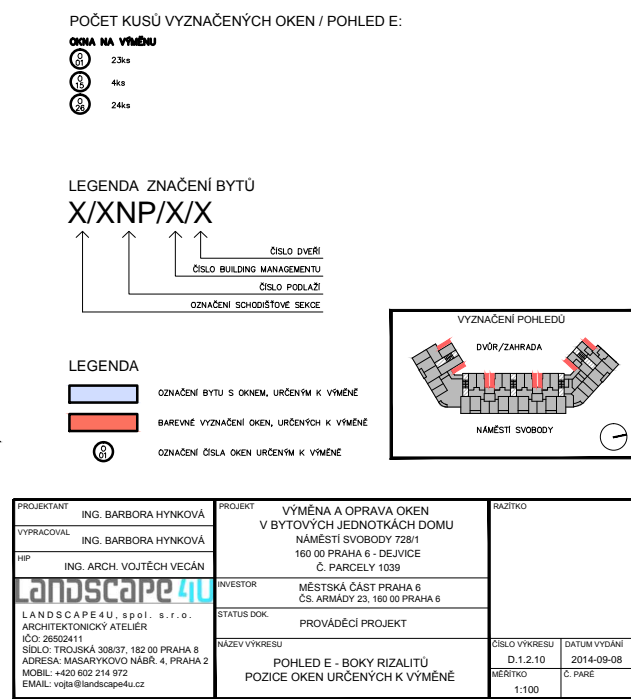 POČET KUSŮ VYZNAČENÝCH OKEN / POHLED E:
OKNA NA VÝMĚNU
O 01 23ks
O 15 4ks
O 26 24ks
LEGENDA ZNAČENÍ BYTŮ
X/XNP/X/X
ČÍSLO DVEŘÍ
ČÍSLO BUILDING MANAGEMENTU
ČÍSLO PODLAŽÍ
OZNAČENÍ SCHODIŠŤOVÉ SEKCE
VYZNAČENÍ POHLEDŮ
DVŮR/ZAHRADA
NÁMĚSTÍ SVOBODY
LEGENDA
OZNAČENÍ BYTU S OKNEM, URČENÝM K VÝMĚNĚ
BAREVNÉ VYZNAČENÍ OKEN, URČENÝCH K VÝMĚNĚ
O 01 OZNAČENÍ ČÍSLA OKEN URČENÝM K VÝMĚNĚ
PROJEKTANT
ING. BARBORA HYNKOVÁ
VYPRACOVAL
ING. BARBORA HYNKOVÁ
HIP
ING. ARCH. VOJTĚCH VECÁN
Landscape 4U
LANDSCAPE4U, spol. s.r.o.
ARCHITEKTONICKÝ ATELIÉR
IČO: 26502411
SÍDLO: TROJSKÁ 308/37, 182 00 PRAHA 8
ADRESA: MASARYKOVO NÁBŘ. 4, PRAHA 2
MOBIL: +420 602 214 972
EMAIL: vojta@landscape4u.cz
PROJEKT
VÝMĚNA A OPRAVA OKEN
V BYTOVÝCH JEDNOTKÁCH DOMU
NÁMĚSTÍ SVOBODY 728/1
160 00 PRAHA 6 - DEJVICE
Č. PARCELY 1039
INVESTOR
MĚSTSKÁ ČÁST PRAHA 6
ČS. ARMÁDY 23, 160 00 PRAHA 6
STATUS DOK.
PROVÁDĚCÍ PROJEKT
NÁZEV VÝKRESU
POHLED E - BOKY RIZALITŮ
POZICE OKEN URČENÝCH K VÝMĚNĚ
RAZÍTKO
ČÍSLO VÝKRESU
D.1.2.10
DATUM VYDÁNÍ
2014-09-08
MĚŘÍTKO
1:100
Č. PARÉ